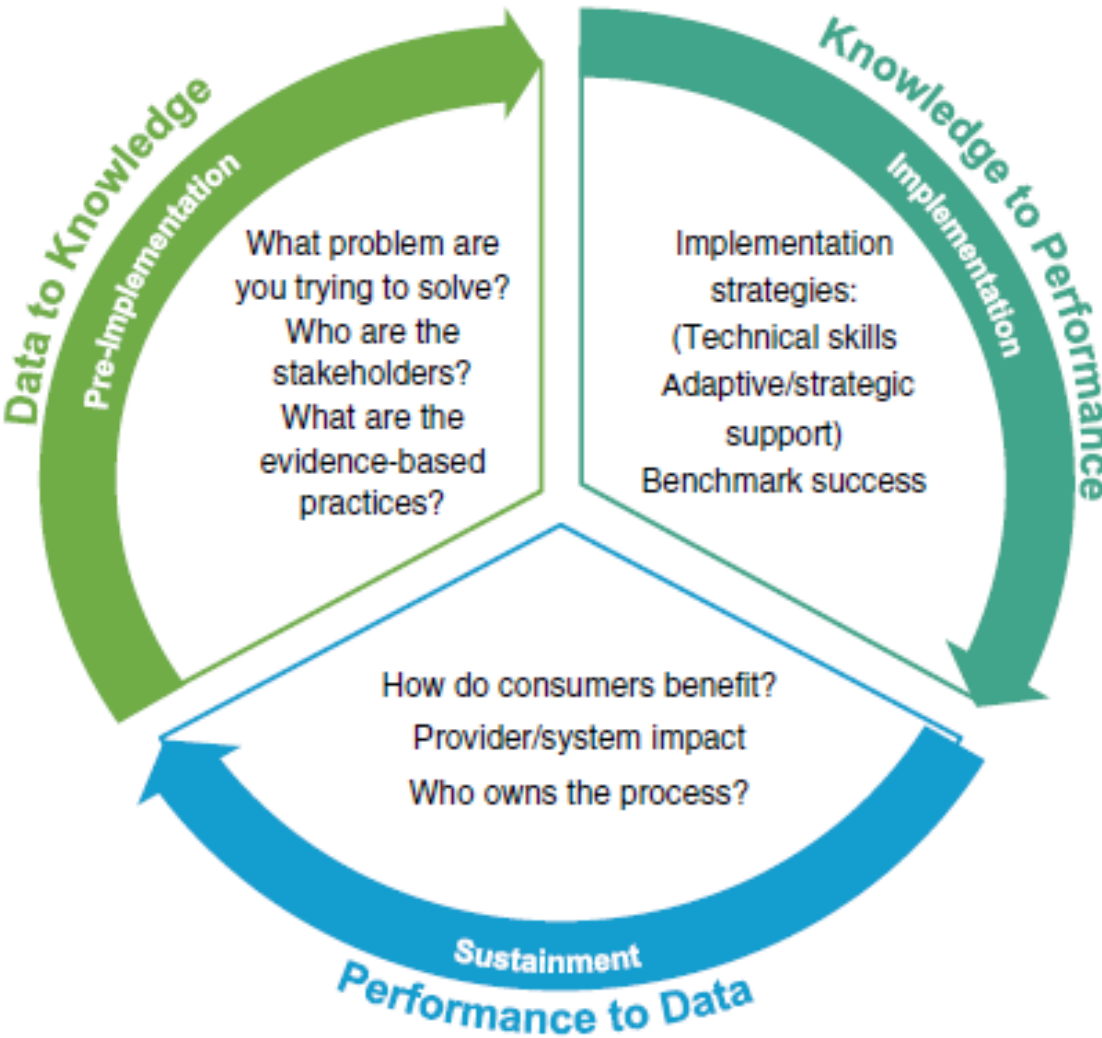 Data to Knowledge
Pre-Implementation
What problem are
you trying to solve?
Who are the
stakeholders?
What are the
evidence-based
practices?
Knowledge to Performance
Implementation
Implementation
strategies:
(Technical skills
Adaptive/strategic
support)
Benchmark success
How do consumers benefit?
Provider/system impact
Who owns the process?
Sustainment
Performance to Data